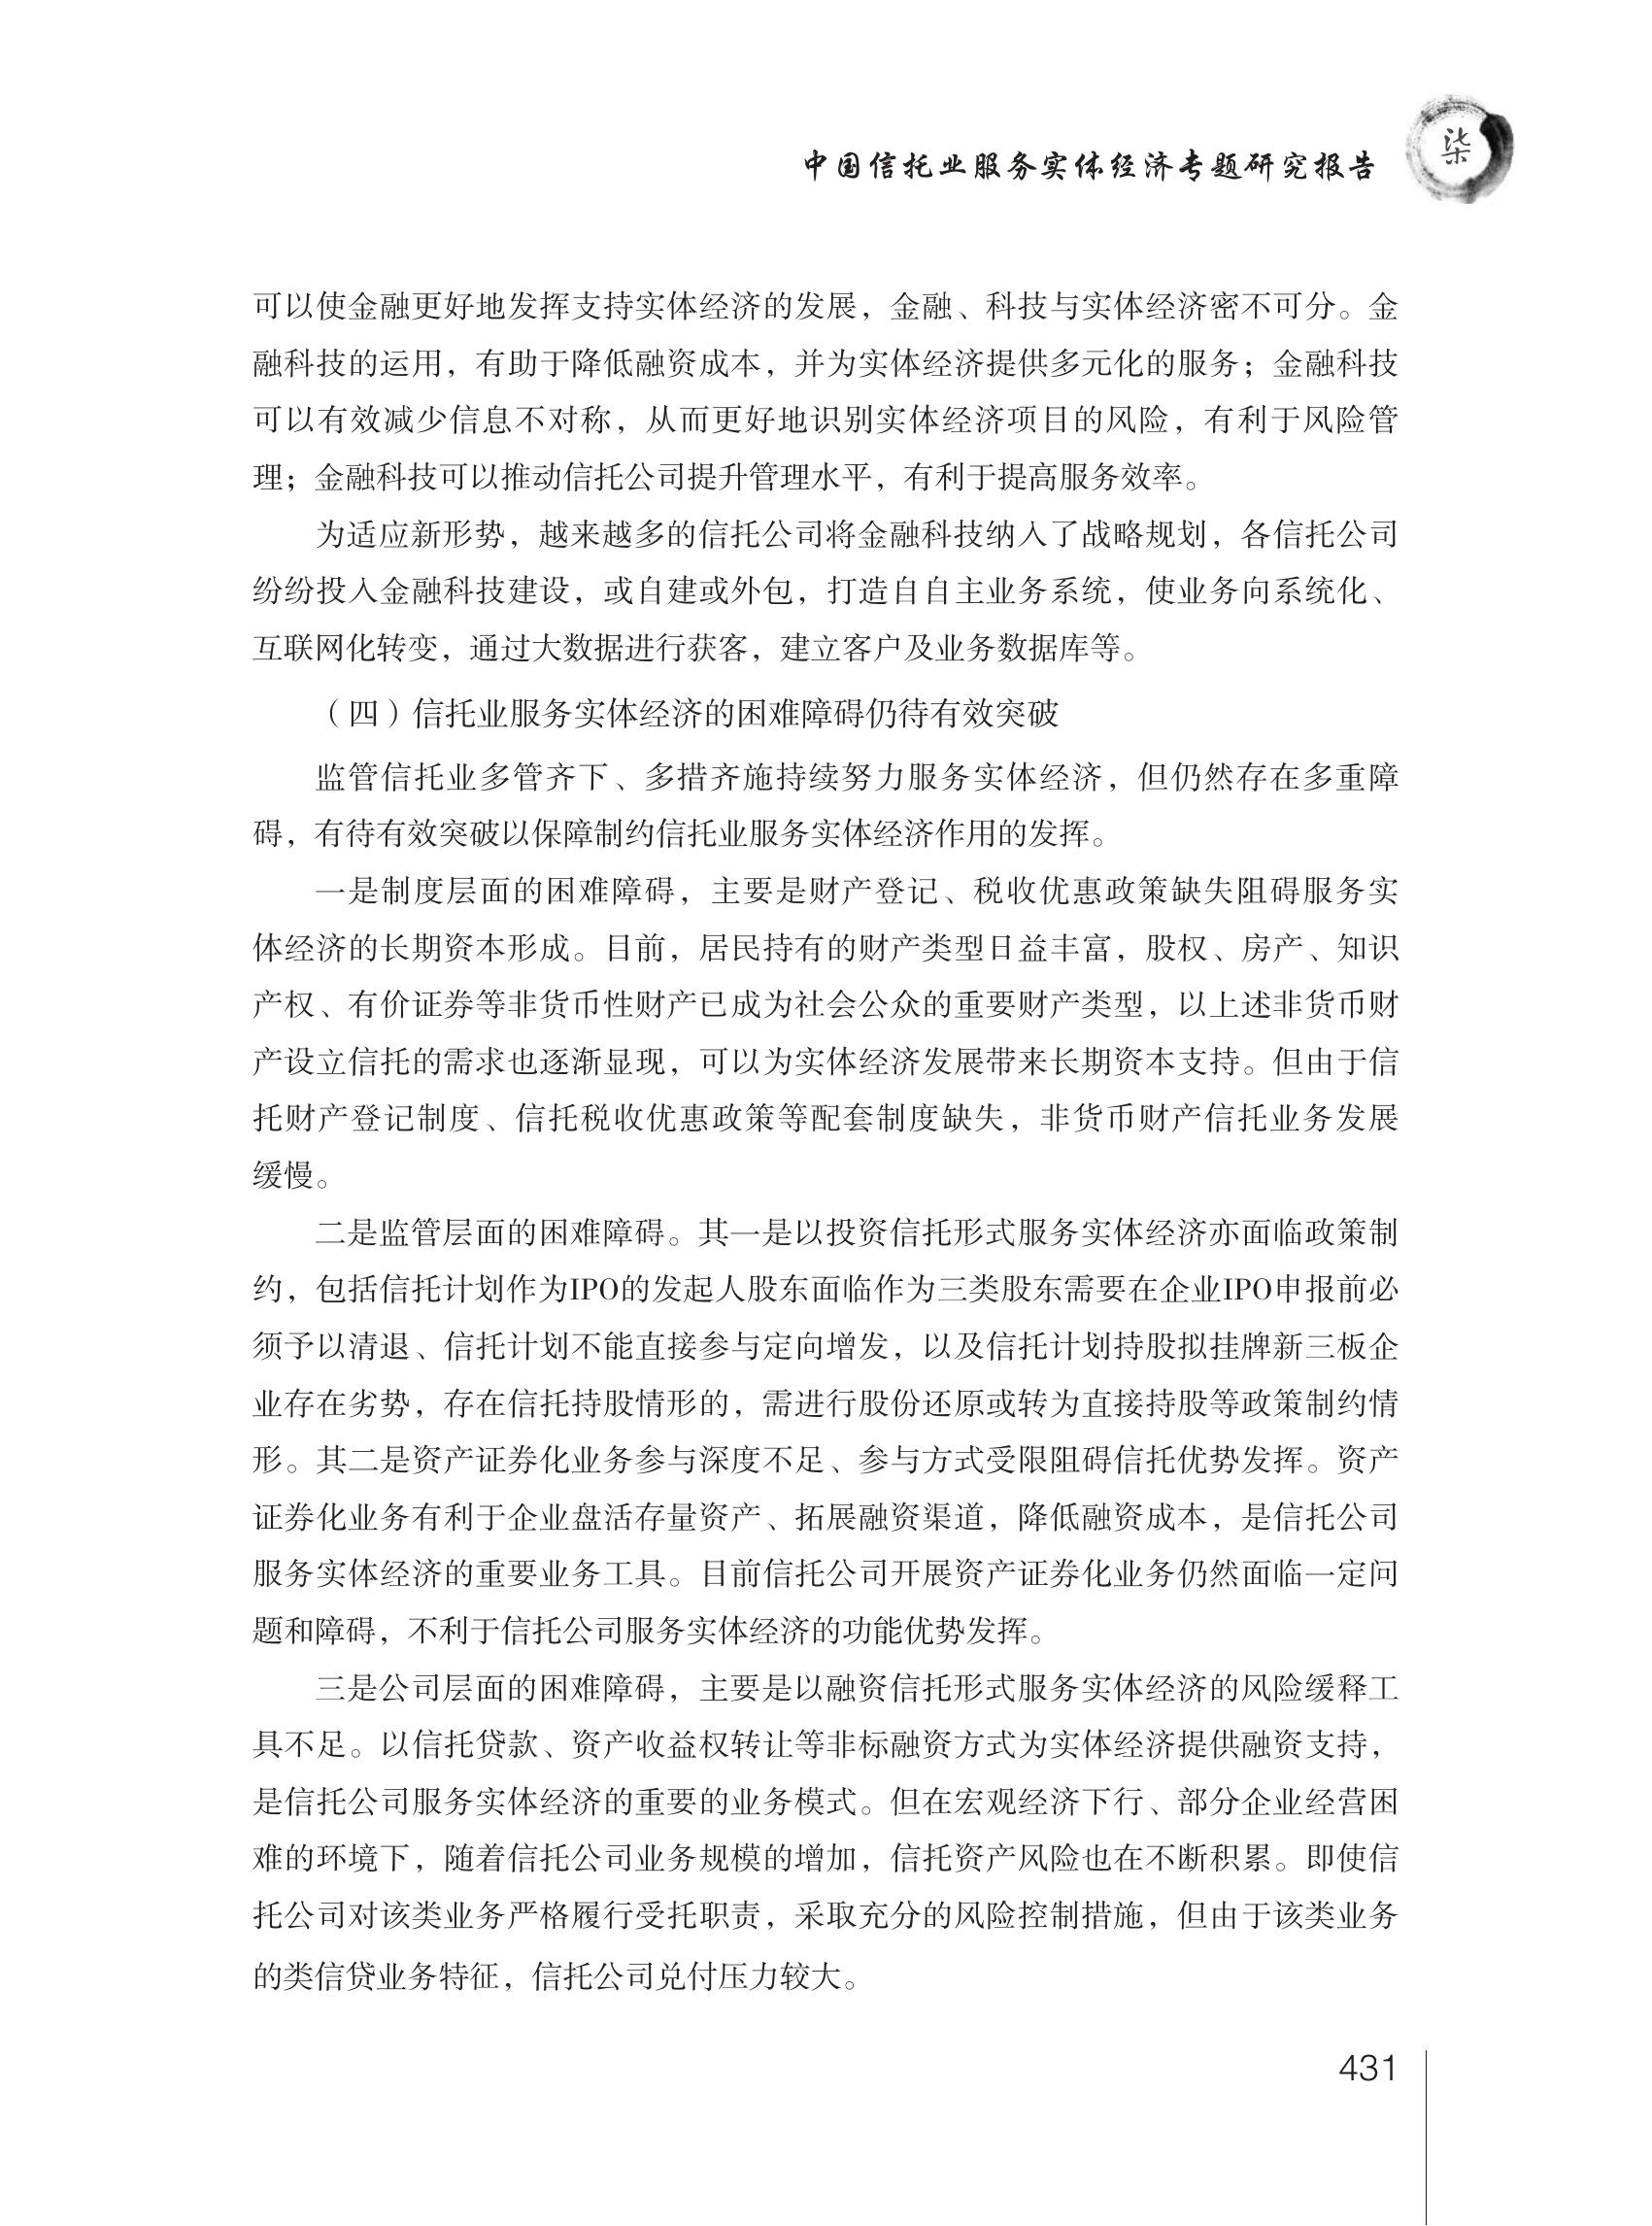 中国信托业服务实体经济专题研究报告
柒
可以使金融更好地发挥支持实体经济的发展，金融、科技与实体经济密不可分。金
融科技的运用，有助于降低融资成本，并为实体经济提供多元化的服务；金融科技
可以有效减少信息不对称，从而更好地识别实体经济项目的风险，有利于风险管
理；金融科技可以推动信托公司提升管理水平，有利于提高服务效率。
为适应新形势，越来越多的信托公司将金融科技纳入了战略规划，各信托公司
纷纷投入金融科技建设，或自建或外包，打造自自主业务系统，使业务向系统化、
互联网化转变，通过大数据进行获客，建立客户及业务数据库等。
（四）信托业服务实体经济的困难障碍仍待有效突破
监管信托业多管齐下、多措齐施持续努力服务实体经济，但仍然存在多重障
碍，有待有效突破以保障制约信托业服务实体经济作用的发挥。
一是制度层面的困难障碍，主要是财产登记、税收优惠政策缺失阻碍服务实
体经济的长期资本形成。目前，居民持有的财产类型日益丰富，股权、房产、知识
产权、有价证券等非货币性财产已成为社会公众的重要财产类型，以上述非货币财
产设立信托的需求也逐渐显现，可以为实体经济发展带来长期资本支持。但由于信
托财产登记制度、信托税收优惠政策等配套制度缺失，非货币财产信托业务发展
缓慢。
二是监管层面的困难障碍。其一是以投资信托形式服务实体经济亦面临政策制
约，包括信托计划作为IPO的发起人股东面临作为三类股东需要在企业IPO申报前必
须予以清退、信托计划不能直接参与定向增发，以及信托计划持股拟挂牌新三板企
业存在劣势，存在信托持股情形的，需进行股份还原或转为直接持股等政策制约情
形。其二是资产证券化业务参与深度不足、参与方式受限阻碍信托优势发挥。资产
证券化业务有利于企业盘活存量资产、拓展融资渠道，降低融资成本，是信托公司
服务实体经济的重要业务工具。目前信托公司开展资产证券化业务仍然面临一定问
题和障碍，不利于信托公司服务实体经济的功能优势发挥。
三是公司层面的困难障碍，主要是以融资信托形式服务实体经济的风险缓释工
具不足。以信托贷款、资产收益权转让等非标融资方式为实体经济提供融资支持，
是信托公司服务实体经济的重要的业务模式。但在宏观经济下行、部分企业经营困
难的环境下，随着信托公司业务规模的增加，信托资产风险也在不断积累。即使信
托公司对该类业务严格履行受托职责，采取充分的风险控制措施，但由于该类业务
的类信贷业务特征，信托公司兑付压力较大。
431